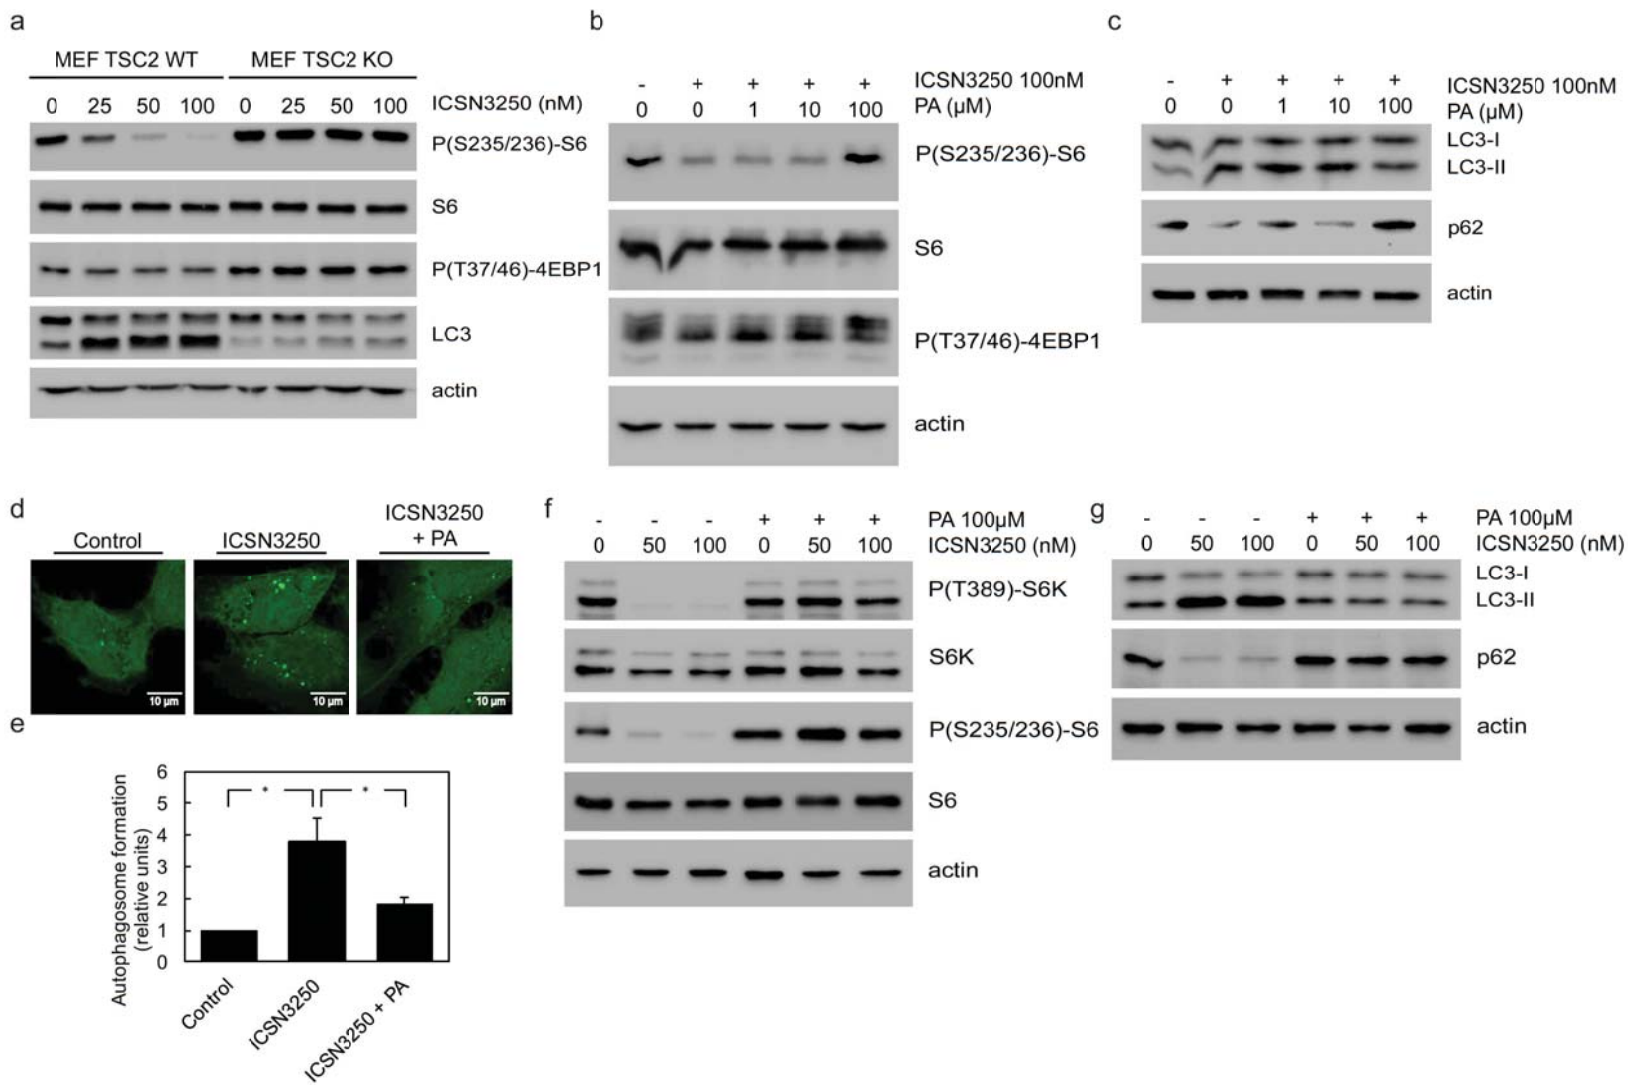 a
MEF TSC2 WT MEF TSC2 KO
0 25 50 100 0 25 50 100 ICSN3250 (nM)
P(S235/236)-S6
S6
P(T37/46)-4EBP1
LC3
actin
b
- + + + + ICSN3250 100nM
0 0 1 10 100 PA (µM)
P(S235/236)-S6
S6
P(T37/46)-4EBP1
actin
c
- + + + + ICSN3250 100nM
0 0 1 10 100 PA (µM)
LC3-I
LC3-II
p62
actin
d
Control
ICSN3250
ICSN3250
+ PA
10 µm
10 µm
10 µm
e
Autophagosome formation
(relative units)
6
5
4
3
2
1
0
* *
Control
ICSN3250
ICSN3250 + PA
f
- - - + + + PA 100µM
0 50 100 0 50 100 ICSN3250 (nM)
P(T389)-S6K
S6K
P(S235/236)-S6
S6
actin
g
- - - + + + PA 100µM
0 50 100 0 50 100 ICSN3250 (nM)
LC3-I
LC3-II
p62
actin